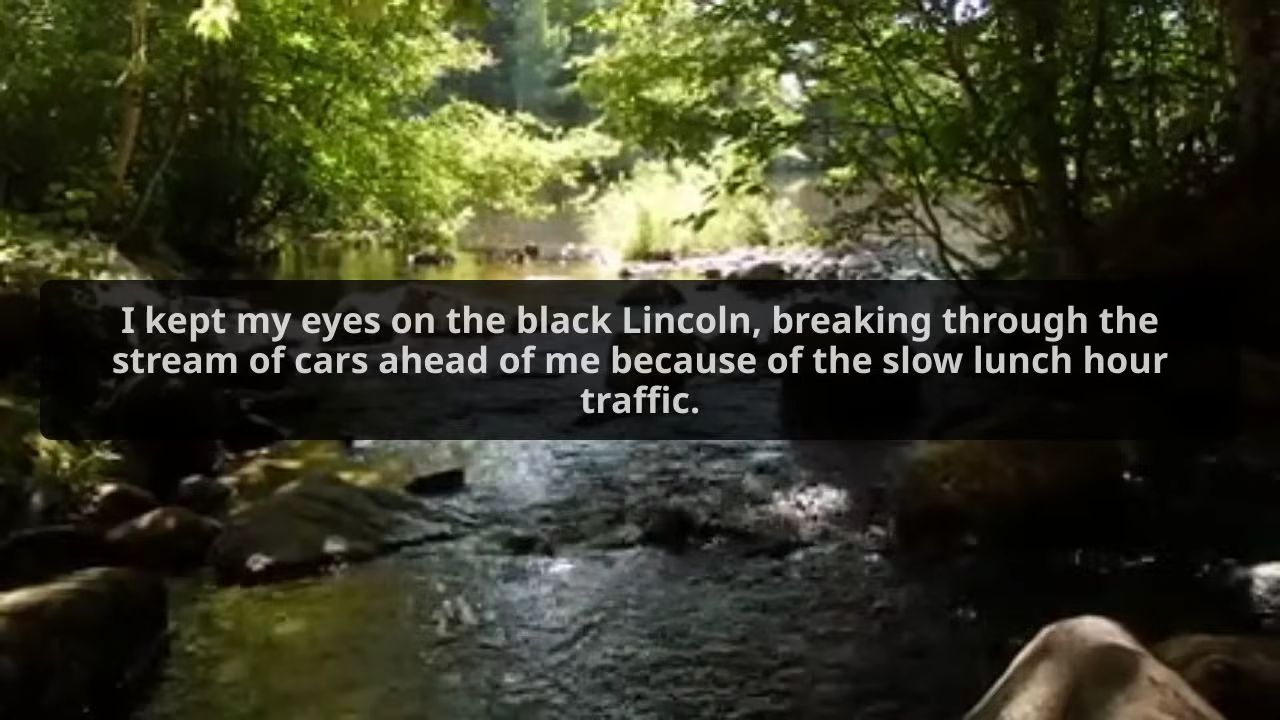 I kept my eyes on the black Lincoln, breaking through the
stream of cars ahead of me because of the slow lunch hour
traffic.